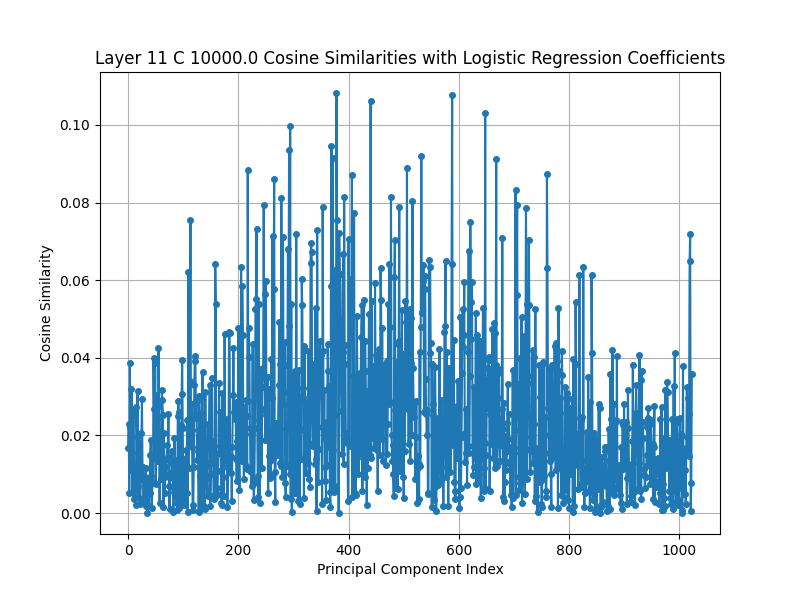 Layer 11 C 10000.0 Cosine Similarities with Logistic Regression Coefficients
0.10
0.08
0.06
0.04
0.02
0.00
Cosine Similarity
0 200 400 600 800 1000
Principal Component Index